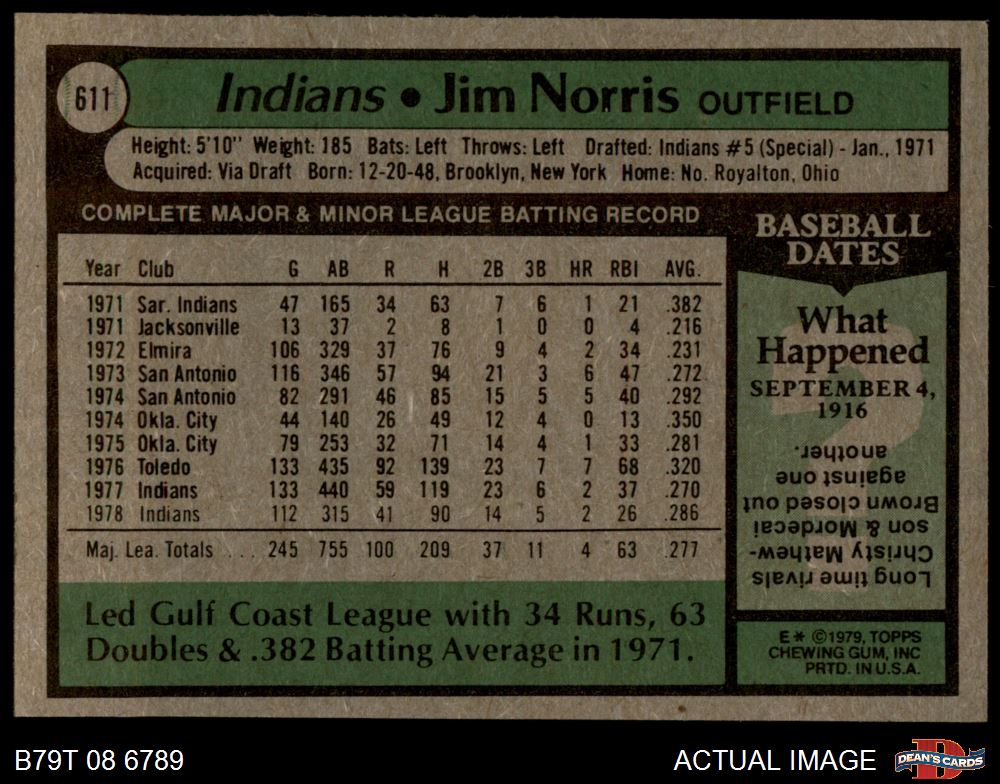 611
Indians • Jim Norris OUTFIELD
Height: 5'10" Weight: 185 Bats: Left Throws: Left Drafted: Indians #5 (Special) - Jan., 1971
Acquired: Via Draft Born: 12-20-48, Brooklyn, New York Home: No. Royalton, Ohio
COMPLETE MAJOR & MINOR LEAGUE BATTING RECORD
Year Club G AB R H 2B 3B HR RBI AVG.
1971 Sar. Indians 47 165 34 63 7 6 1 21 .382
1971 Jacksonville 13 37 2 8 1 0 0 4 .216
1972 Elmira 106 329 37 76 9 4 2 34 .231
1973 San Antonio 116 346 57 94 21 3 6 47 .272
1974 San Antonio 82 291 46 85 15 5 5 40 .292
1974 Okla. City 44 140 26 49 12 4 0 13 .350
1975 Okla. City 79 253 32 71 14 4 1 33 .281
1976 Toledo 133 435 92 139 23 7 7 68 .320
1977 Indians 133 440 59 119 23 6 2 37 .270
1978 Indians 112 315 41 90 14 5 2 26 .286
Maj. Lea. Totals . . . 245 755 100 209 37 11 4 63 .277
Led Gulf Coast League with 34 Runs, 63
Doubles & .382 Batting Average in 1971.
BASEBALL
DATES
What
Happened
SEPTEMBER 4,
1916
Long time rivals
Christy Mathew-
son & Mordecai
Brown closed out
against one
another.
E* ©1979, TOPPS
CHEWING GUM, INC
PRTD. IN U.S.A.
B79T 08 6789
ACTUAL IMAGE
D
DEAN'S CARDS